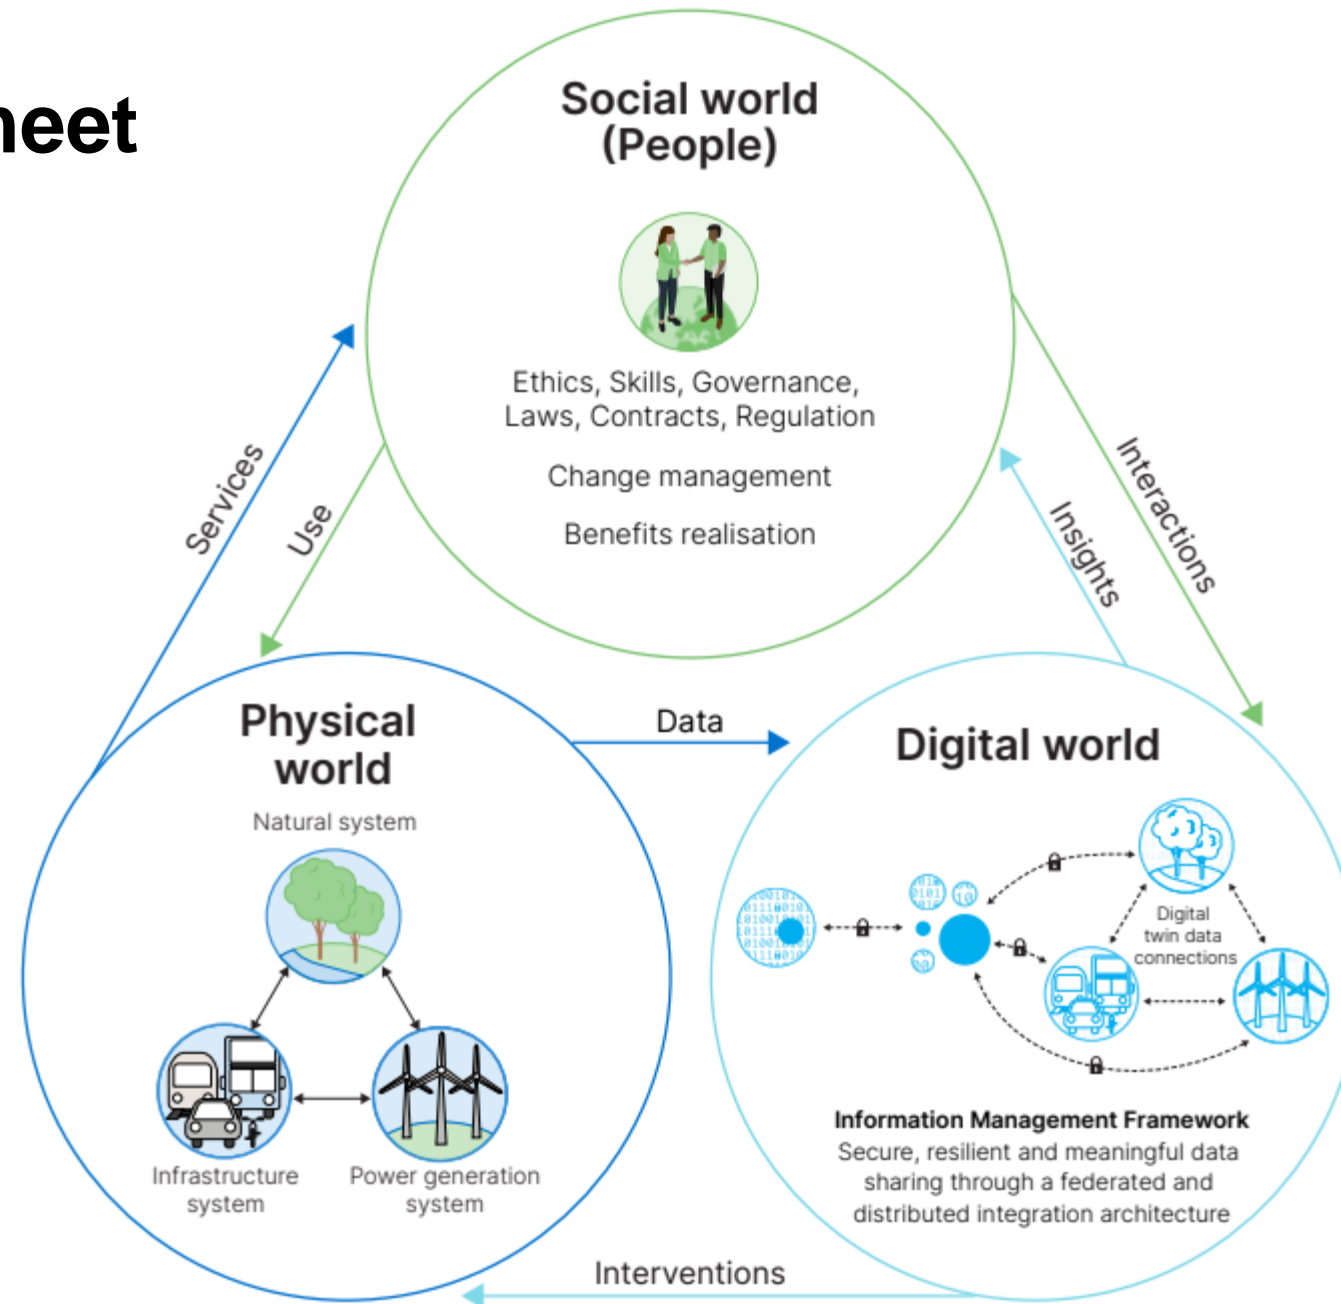 neet
Social world
(People)
Ethics, Skills, Governance,
Laws, Contracts, Regulation
Change management
Benefits realisation
Services
Use
Interactions
Insights
Physical
world
Natural system
Infrastructure
system
Power generation
system
Data
Digital world
Digital
twin data
connections
Information Management Framework
Secure, resilient and meaningful data
sharing through a federated and
distributed integration architecture
Interventions